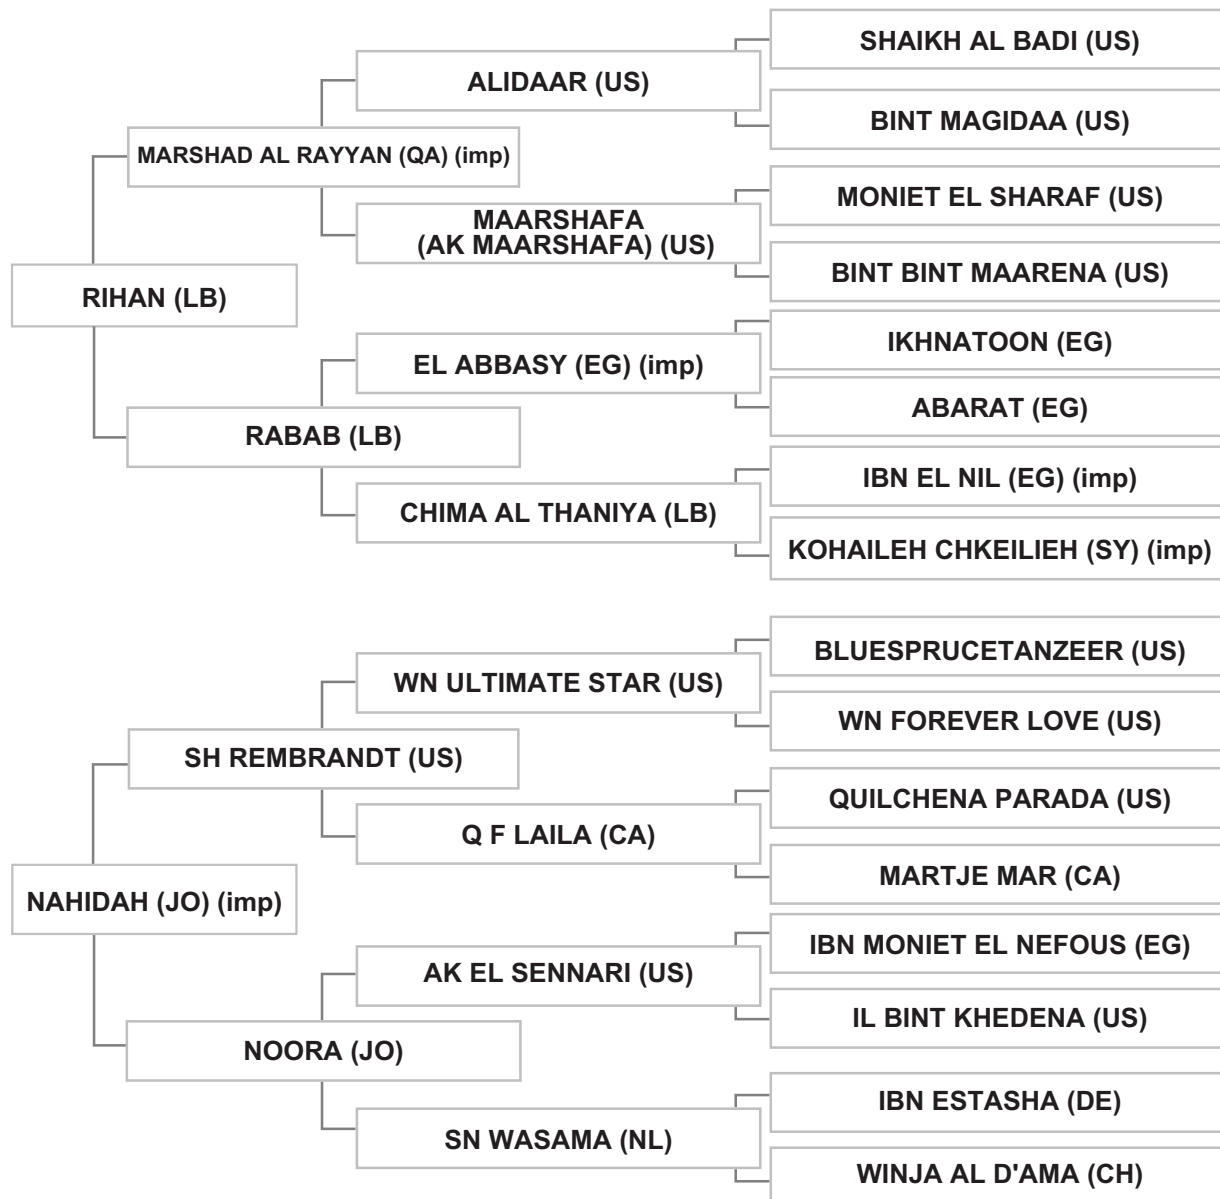 SHAIKH AL BADI (US)
ALIDAAR (US)
BINT MAGIDAA (US)
MARSHAD AL RAYYAN (QA) (imp)
MONIET EL SHARAF (US)
MAARSHAFA
(AK MAARSHAFA) (US)
BINT BINT MAARENA (US)
RIHAN (LB)
IKHNATOON (EG)
EL ABBASY (EG) (imp)
ABARAT (EG)
RABAB (LB)
IBN EL NIL (EG) (imp)
CHIMA AL THANIYA (LB)
KOHAILEH CHKEILIEH (SY) (imp)
BLUESPRUCETANZEER (US)
WN ULTIMATE STAR (US)
WN FOREVER LOVE (US)
SH REMBRANDT (US)
QUILCHENA PARADA (US)
Q F LAILA (CA)
MARTJE MAR (CA)
NAHIDAH (JO) (imp)
IBN MONIET EL NEFOUS (EG)
AK EL SENNARI (US)
IL BINT KHEDENA (US)
NOORA (JO)
IBN ESTASHA (DE)
SN WASAMA (NL)
WINJA AL D'AMA (CH)